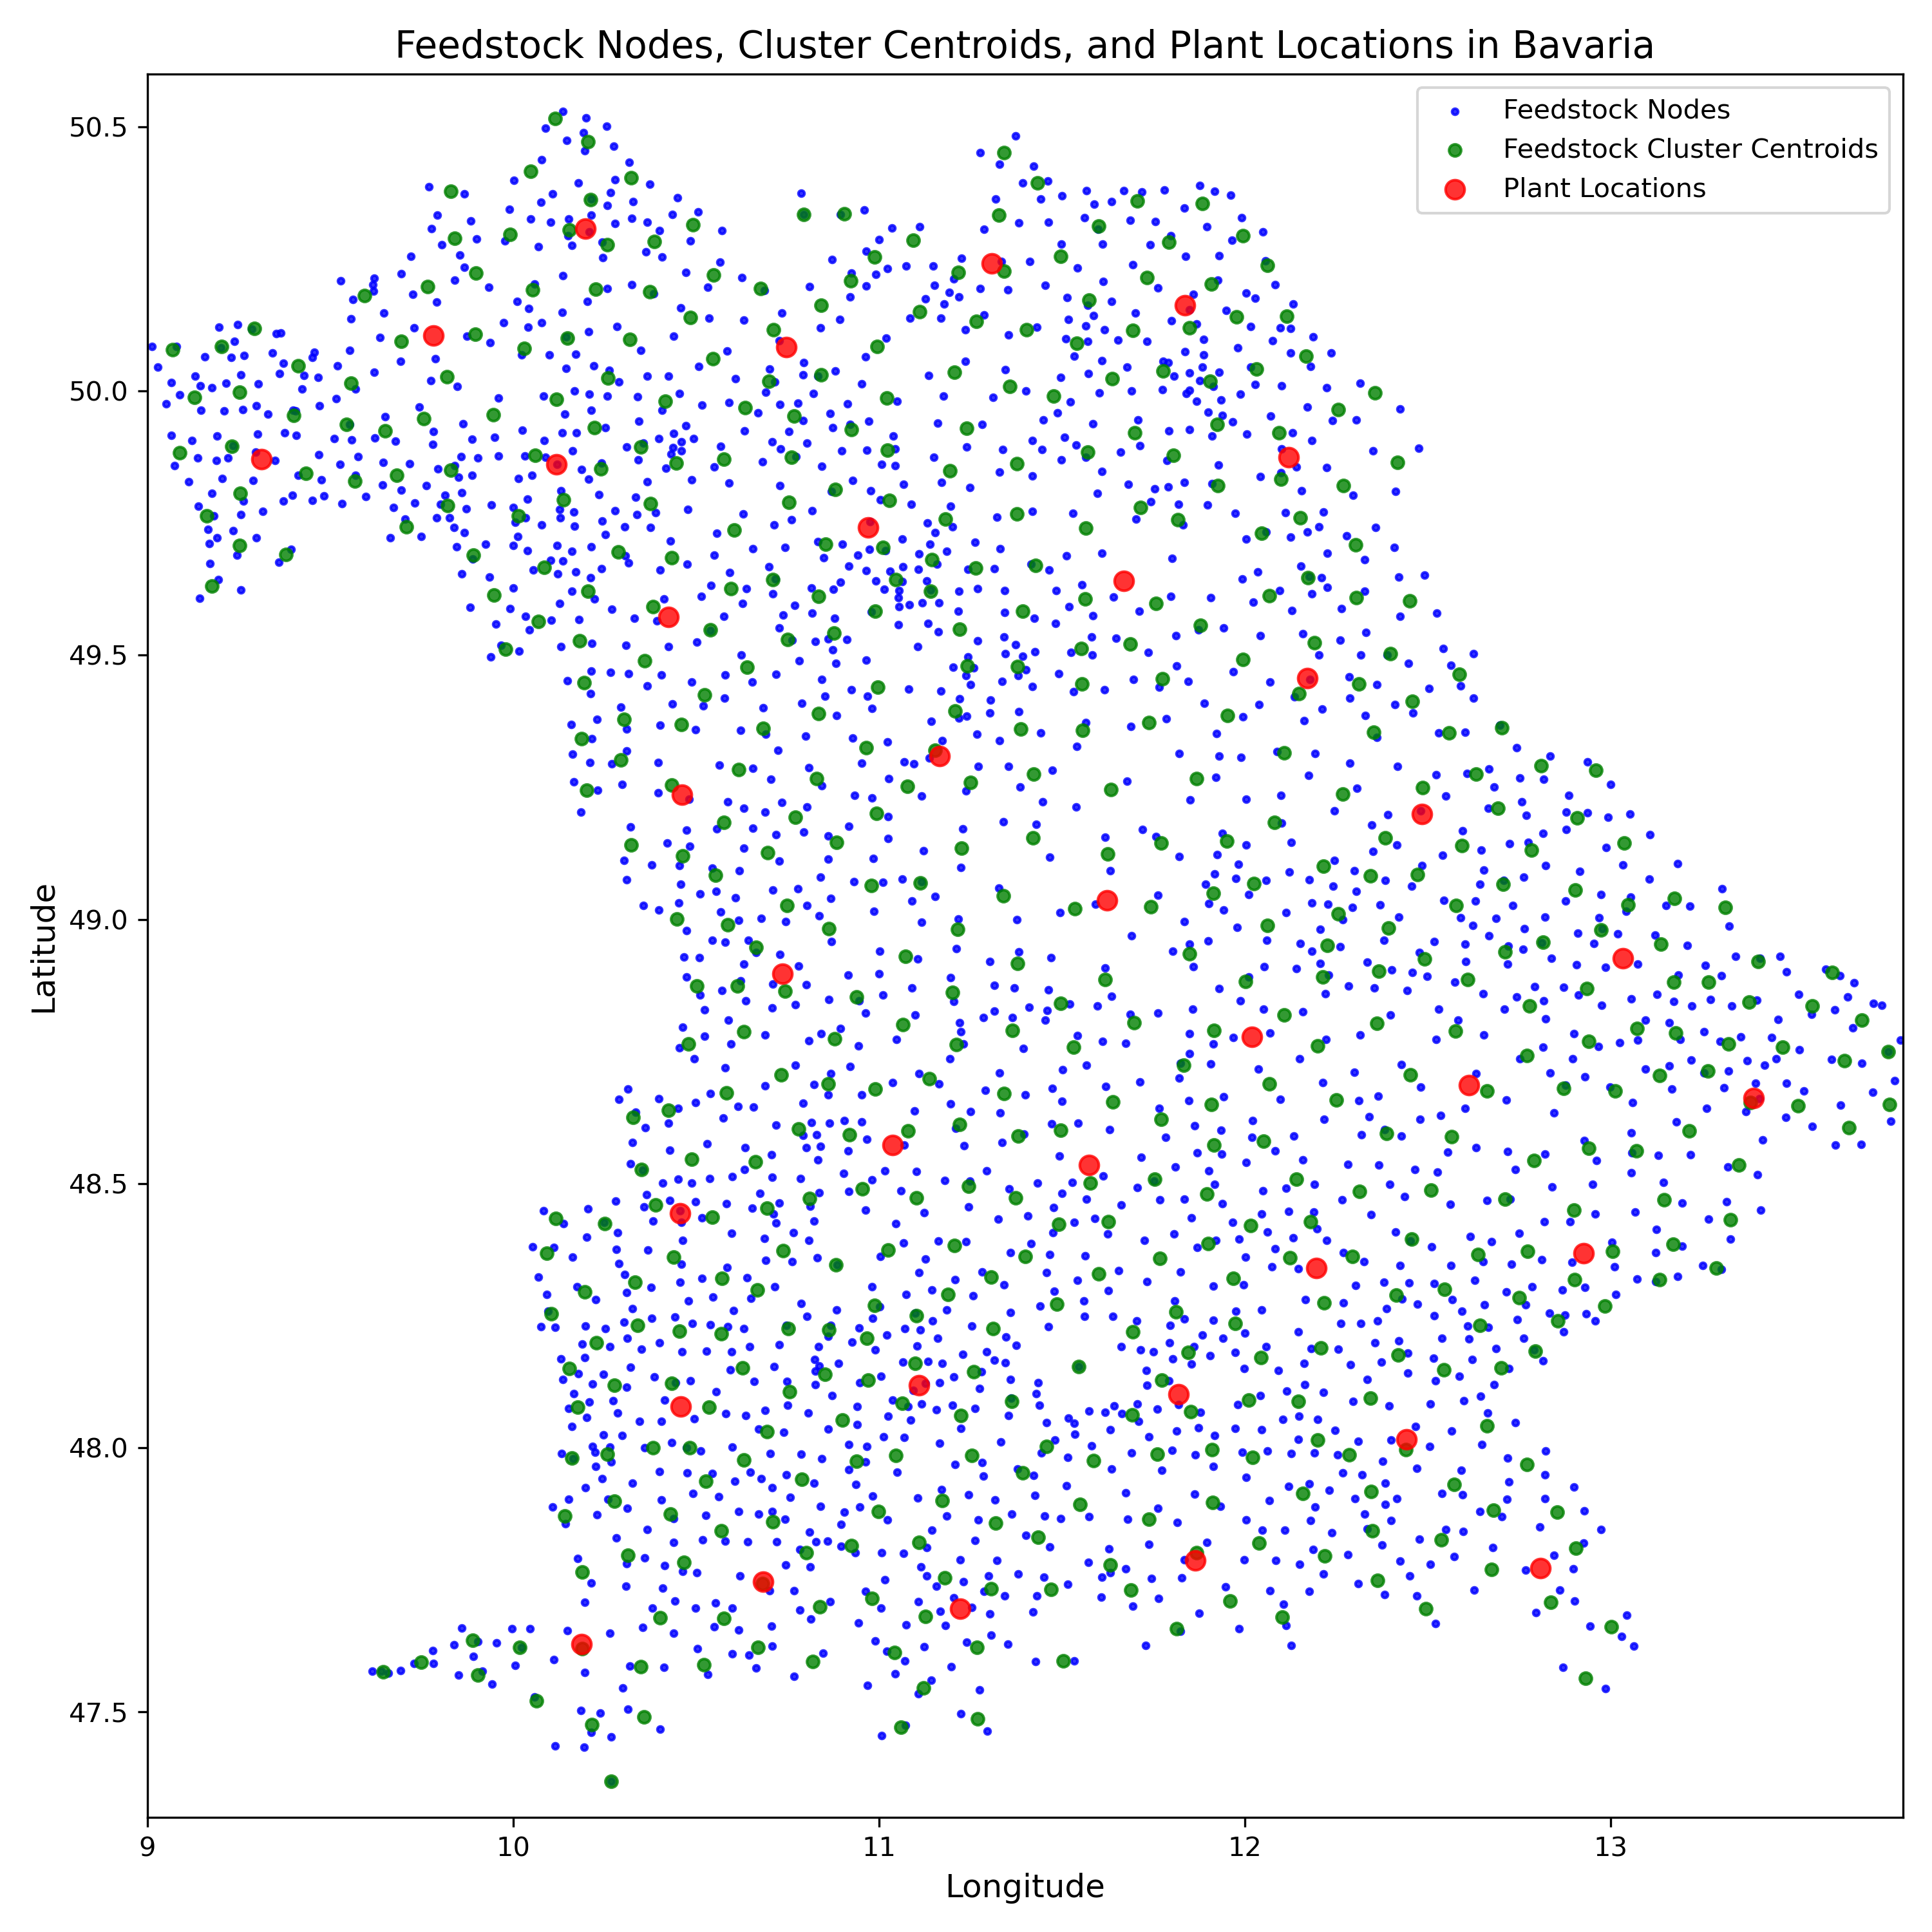 Feedstock Nodes, Cluster Centroids, and Plant Locations in Bavaria
Feedstock Nodes
Feedstock Cluster Centroids
Plant Locations
50.5
50.0
49.5
49.0
48.5
48.0
47.5
Latitude
9
10
11
12
13
Longitude